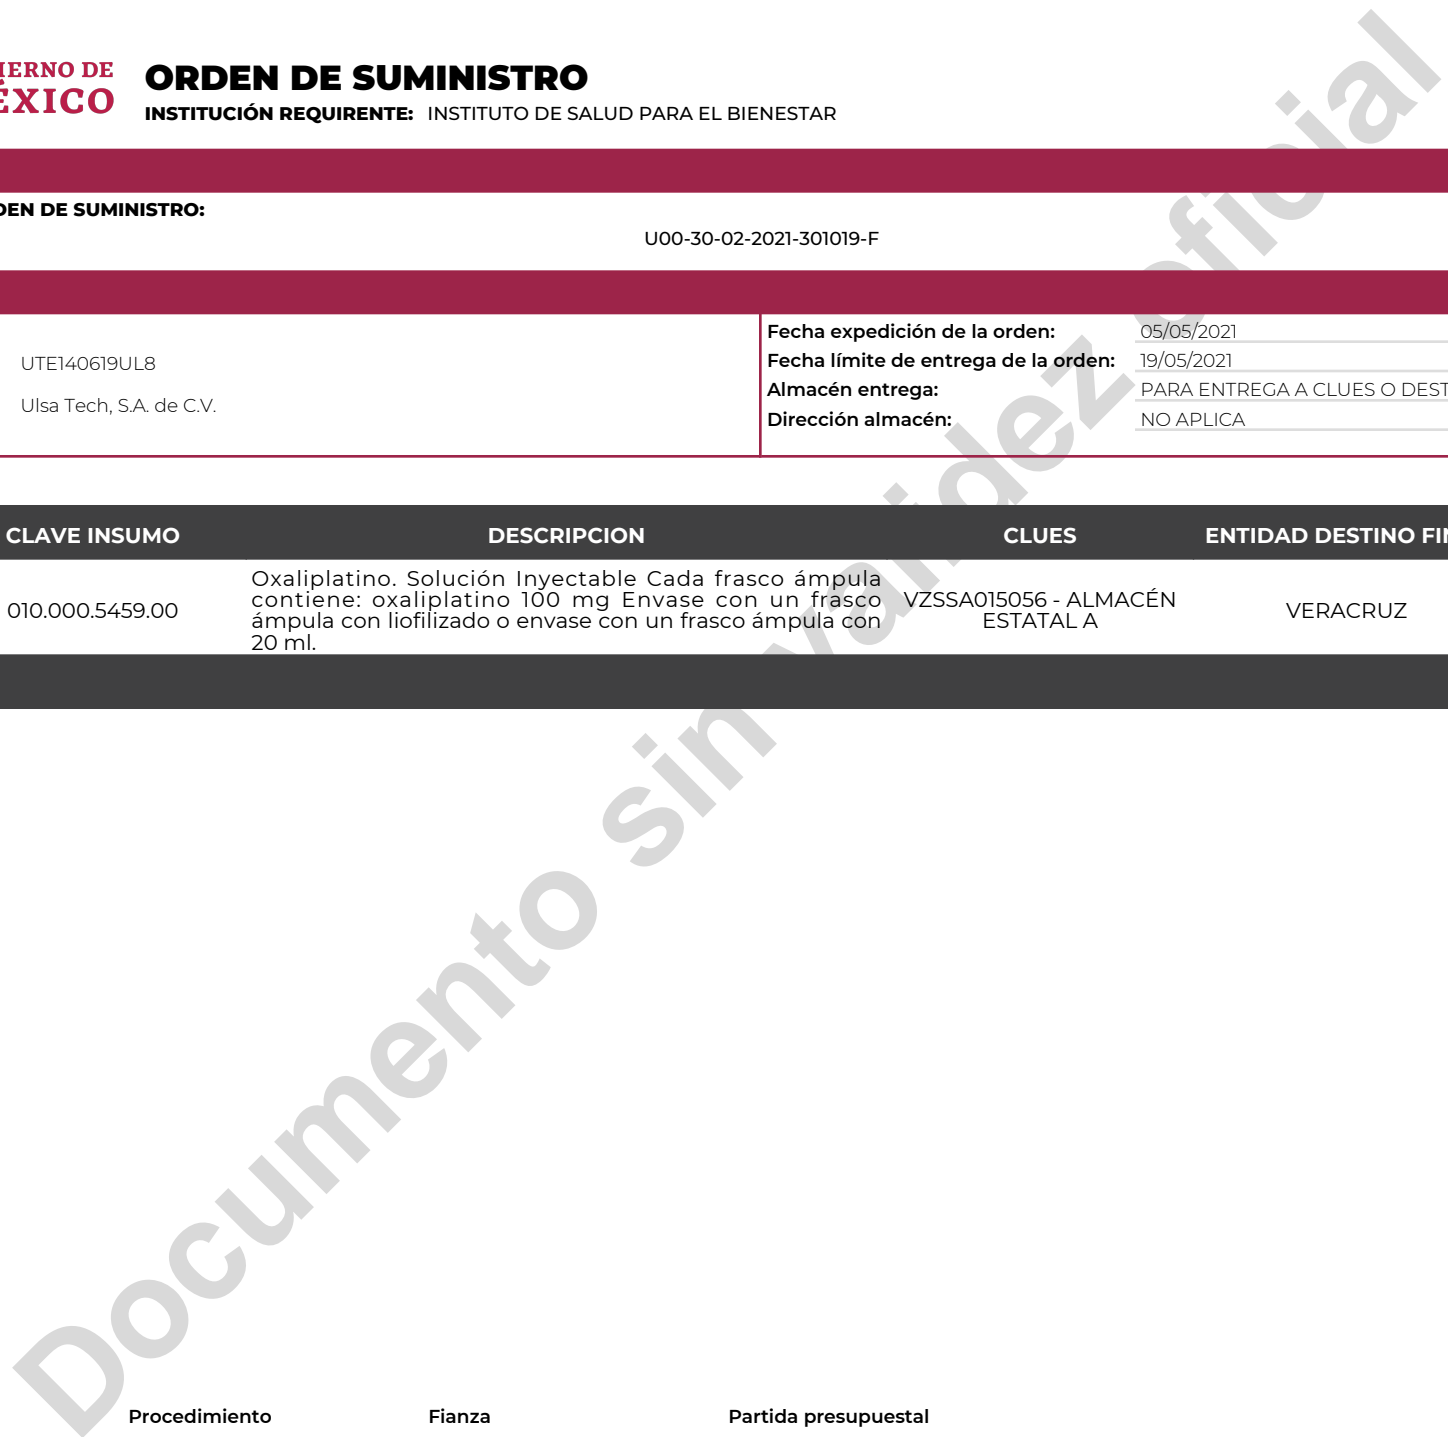 IERNO DE
ÉXICO
ORDEN DE SUMINISTRO
INSTITUCIÓN REQUIRENTE: INSTITUTO DE SALUD PARA EL BIENESTAR
DEN DE SUMINISTRO:
U00-30-02-2021-301019-F
UTE140619UL8
Ulsa Tech, S.A. de C.V.
Fecha expedición de la orden: 05/05/2021
Fecha límite de entrega de la orden: 19/05/2021
Almacén entrega: PARA ENTREGA A CLUES O DEST
Dirección almacén: NO APLICA
CLAVE INSUMO DESCRIPCION CLUES ENTIDAD DESTINO FIN
010.000.5459.00
Oxaliplatino. Solución Inyectable Cada frasco ámpula
contiene: oxaliplatino 100 mg Envase con un frasco
ámpula con liofilizado o envase con un frasco ámpula con
20 ml.
VZSSA015056 - ALMACÉN
ESTATAL A
VERACRUZ
Documento sin validez oficial
Procedimiento Fianza Partida presupuestal